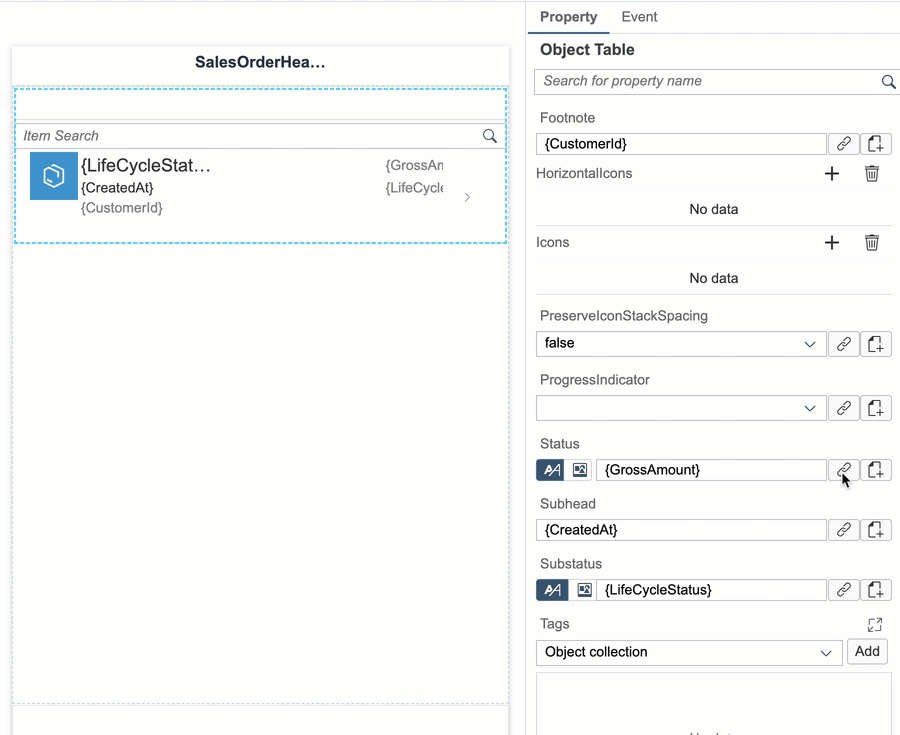 SalesOrderHea…
Item Search
{LifeCycleStat…
{GrossAn
{CreatedAt}
{LifeCycle
{CustomerId}
Property Event
Object Table
Search for property name
Footnote
{CustomerId}
HorizontalIcons
No data
Icons
No data
PreserveIconStackSpacing
false
ProgressIndicator
Status
{GrossAmount}
Subhead
{CreatedAt}
Substatus
{LifeCycleStatus}
Tags
Object collection
Add